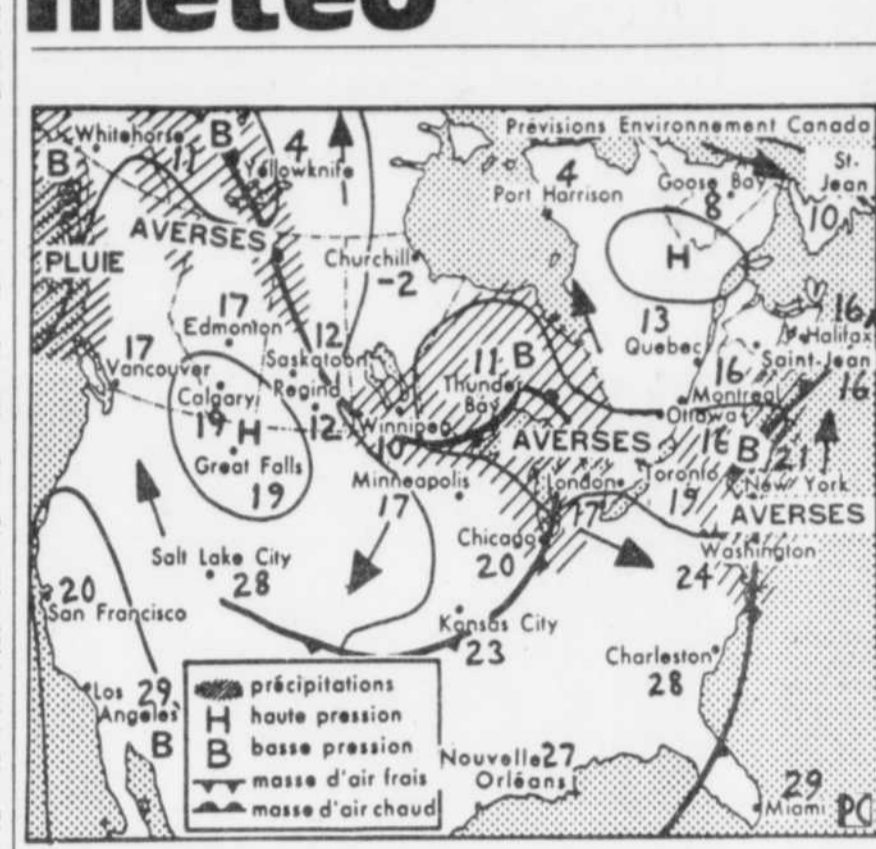 météo
Prévisions Environnement Canada
Whitehorse
11
B
B
Yellowknife
4
4
Port Harrison
Goose Bay
8
St-
Jean
10
AVERSES
PLUIE
Churchill
-2
H
17
Edmonton
17
Vancouver
12
Saskatoon
Calgary
19
H
Regina
12
Great Falls
19
Winnipeg
10
11
B
Thunder
Bay
13
Quebec
16
Halifax
Saint-Jean
16
16
Montreal
Ottawa
16
B
21
New York
AVERSES
Toronto
19
London
17
Minneapolis
17
Chicago
20
AVERSES
Washington
24
Salt Lake City
28
20
San Francisco
Kansas City
23
Charleston
28
Los 29
Angeles
B
Nouvelle 27
Orléans
29
Miami
PC
précipitations
H haute pression
B basse pression
masse d'air frais
masse d'air chaud